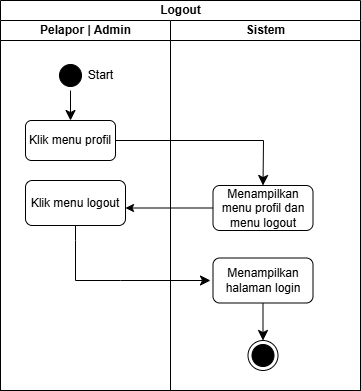 Logout
Pelapor | Admin
Sistem
Start
Klik menu profil
Klik menu logout
Menampilkan
menu profil dan
menu logout
Menampilkan
halaman login